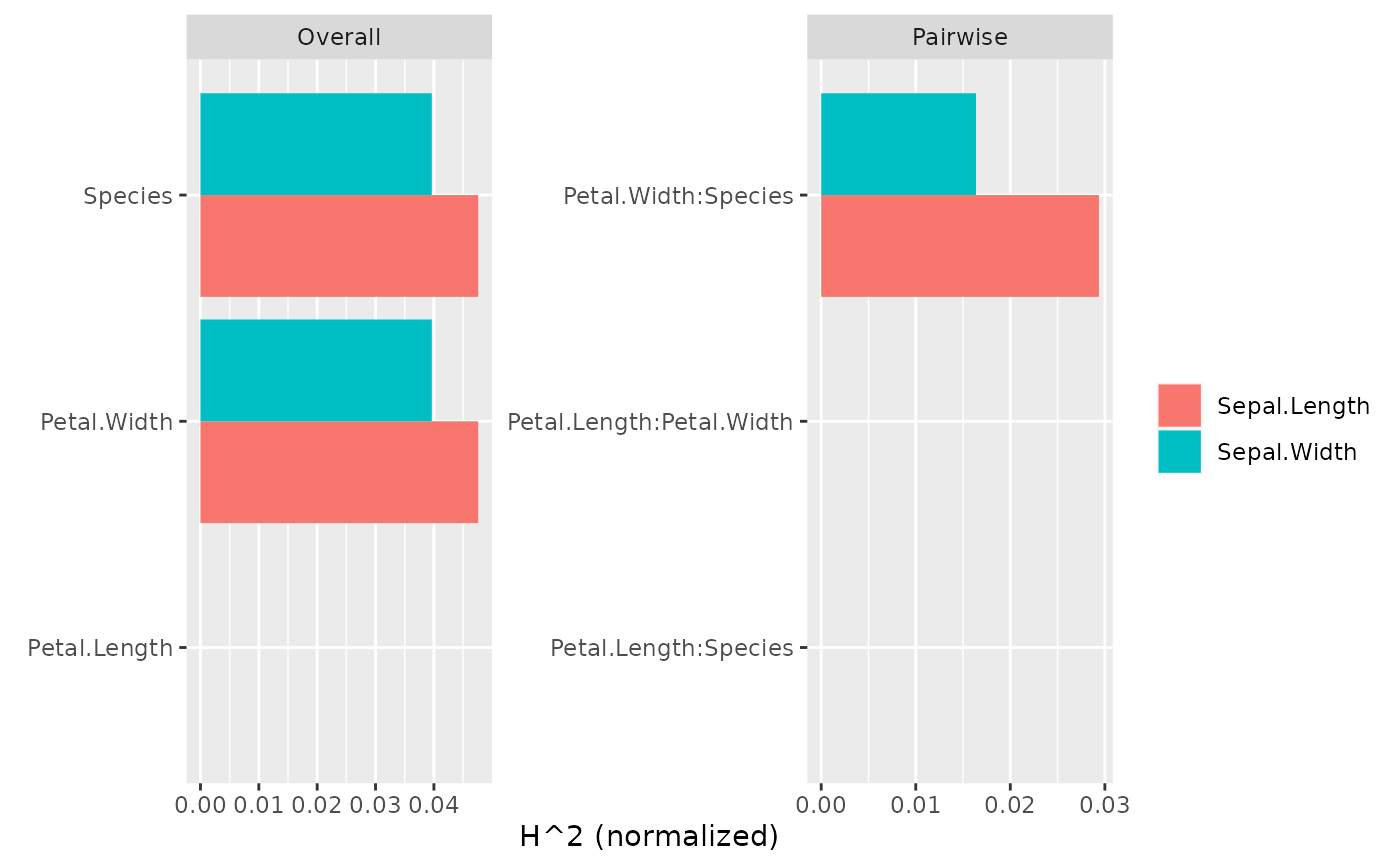 Overall
Species
Petal.Width
Petal.Length
0.00 0.01 0.02 0.03 0.04
Pairwise
Petal.Width:Species
Petal.Length:Petal.Width
Petal.Length:Species
0.00 0.01 0.02 0.03
H^2 (normalized)
Sepal.Length
Sepal.Width